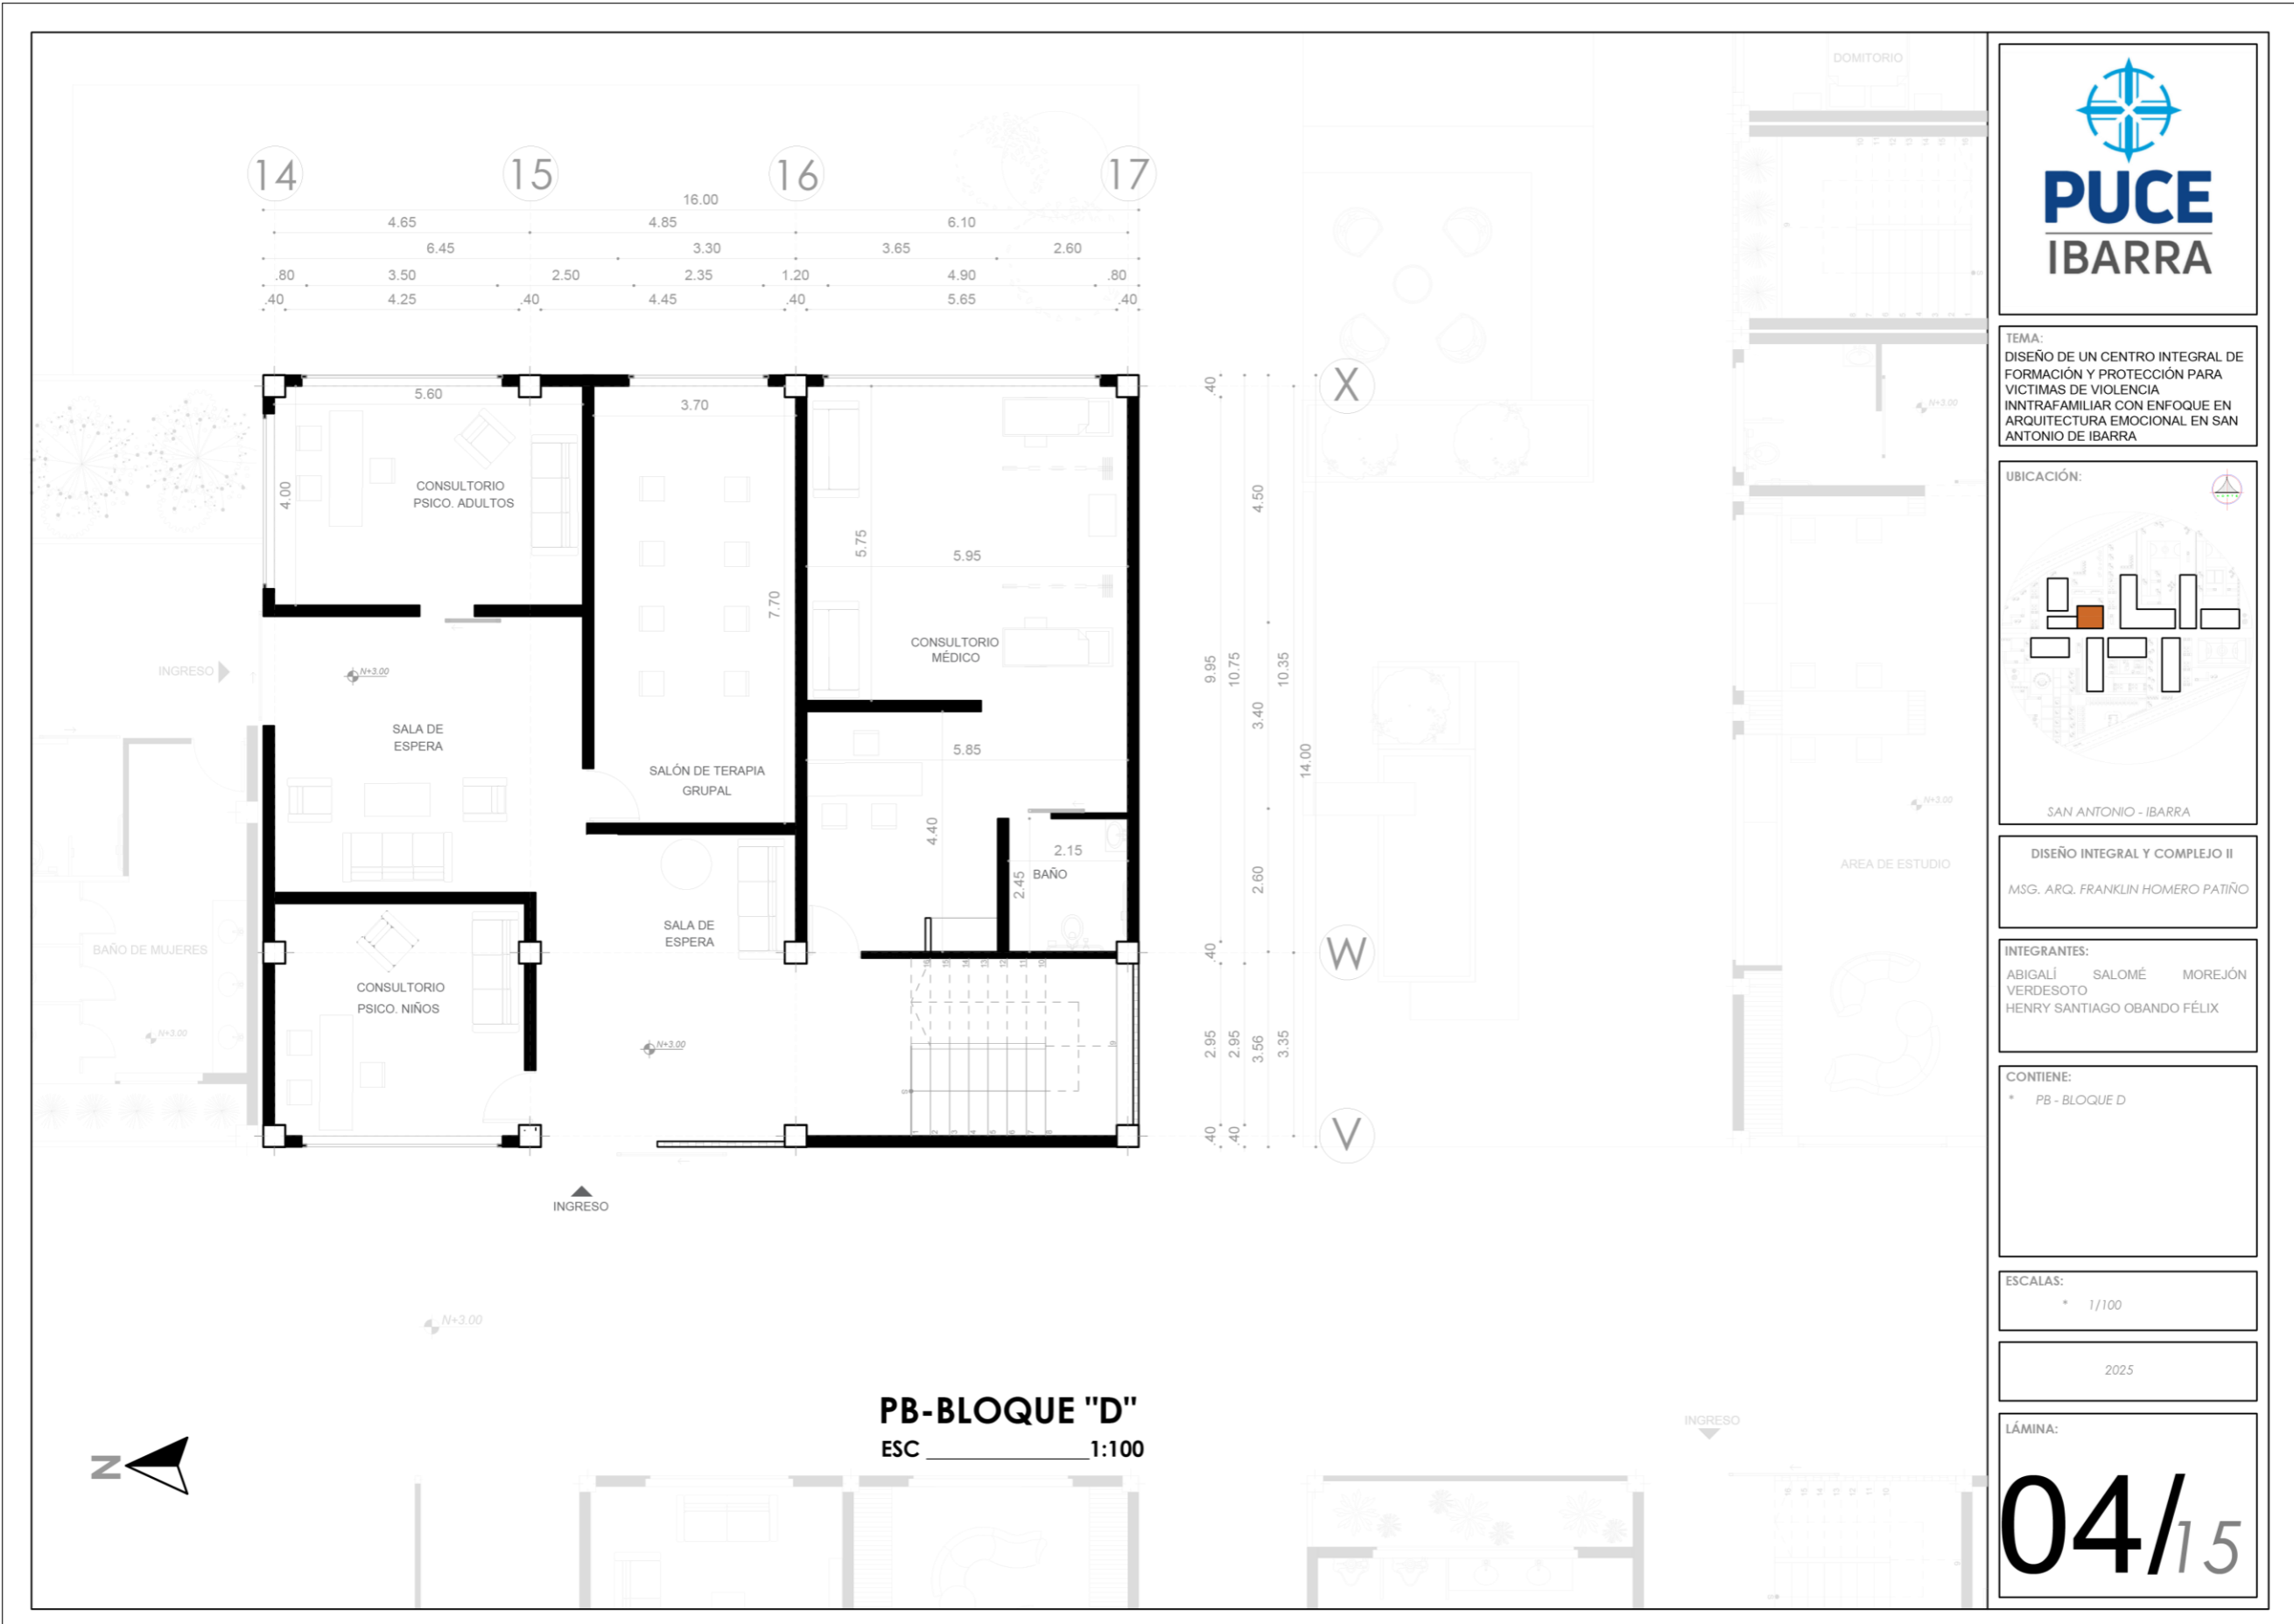 DOMITORIO
14
15
16
17
16.00
4.65
4.85
6.10
6.45
3.30
3.65
2.60
.80
3.50
2.50
2.35
1.20
4.90
.80
.40
4.25
.40
4.45
.40
5.65
.40
X
W
V
.40
9.95
.40
2.95
.40
10.75
2.95
.40
4.50
3.40
2.60
3.56
10.35
3.35
14.00
5.60
4.00
CONSULTORIO
PSICO. ADULTOS
3.70
7.70
5.75
5.95
CONSULTORIO
MÉDICO
INGRESO
N+3.00
SALA DE
ESPERA
SALÓN DE TERAPIA
GRUPAL
5.85
4.40
2.15
2.45
BAÑO
SALA DE
ESPERA
BAÑO DE MUJERES
N+3.00
CONSULTORIO
PSICO. NIÑOS
N+3.00
INGRESO
N+3.00
N+3.00
N+3.00
AREA DE ESTUDIO
INGRESO
N
PB-BLOQUE "D"
ESC 1:100
PUCE
IBARRA
TEMA:
DISEÑO DE UN CENTRO INTEGRAL DE
FORMACIÓN Y PROTECCIÓN PARA
VICTIMAS DE VIOLENCIA
INNTRAFAMILIAR CON ENFOQUE EN
ARQUITECTURA EMOCIONAL EN SAN
ANTONIO DE IBARRA
UBICACIÓN:
SAN ANTONIO - IBARRA
DISEÑO INTEGRAL Y COMPLEJO II
MSG. ARQ. FRANKLIN HOMERO PATIÑO
INTEGRANTES:
ABIGALÍ SALOMÉ MOREJÓN
VERDESOTO
HENRY SANTIAGO OBANDO FÉLIX
CONTIENE:
* PB - BLOQUE D
ESCALAS:
* 1/100
2025
LÁMINA:
04/15